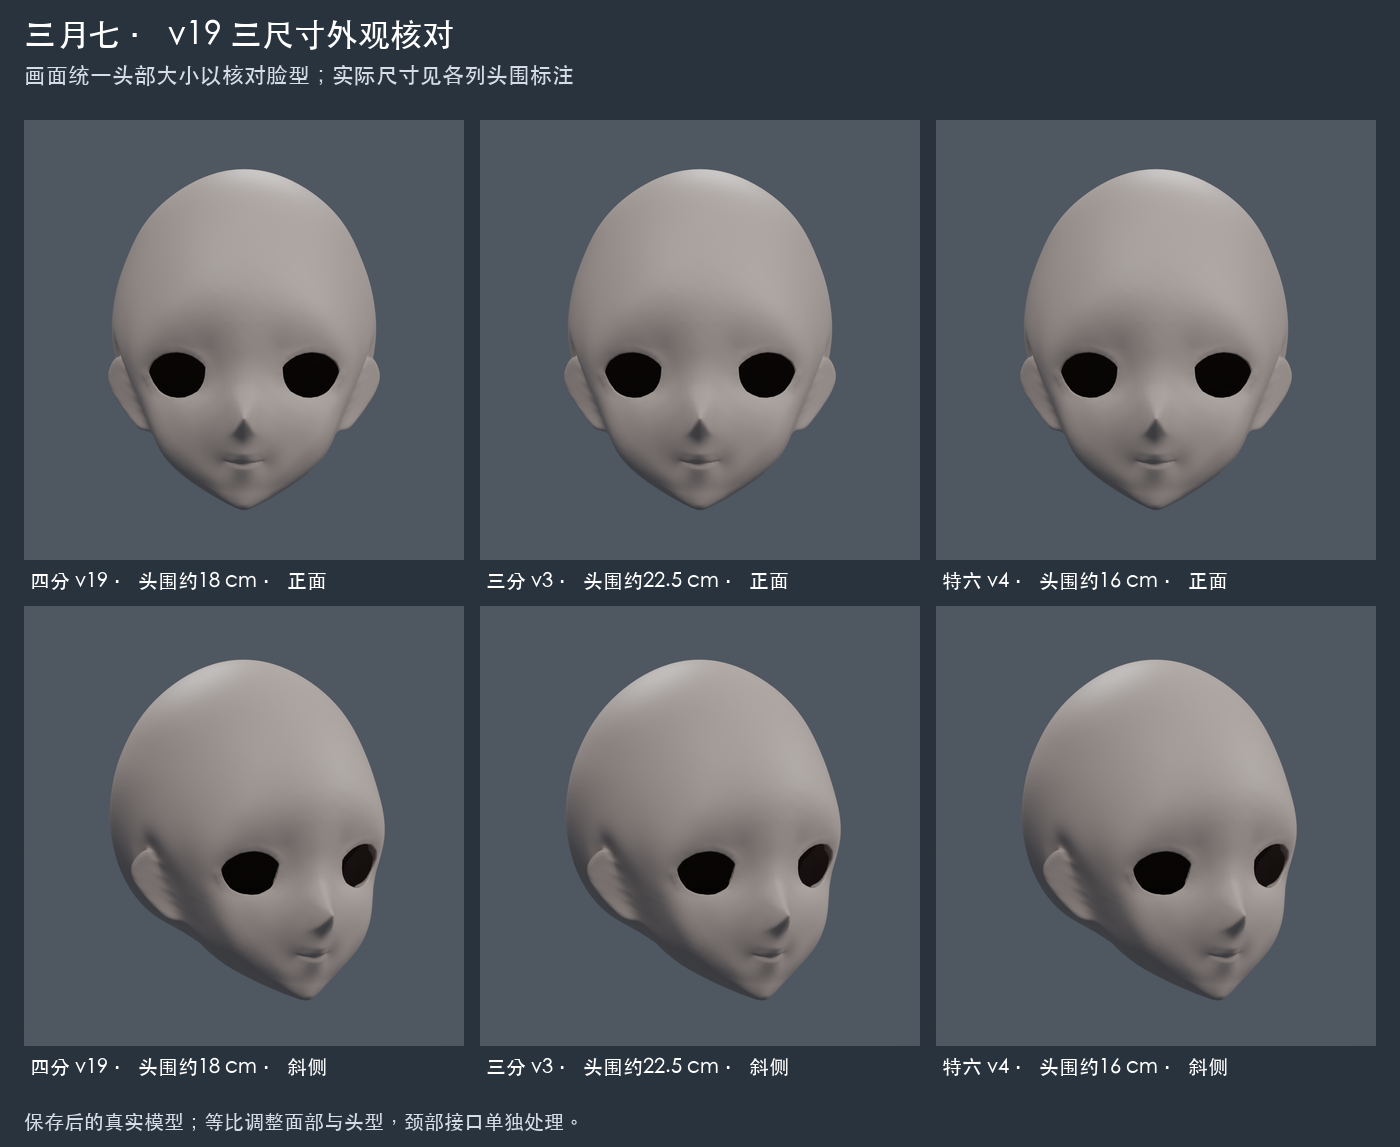 三月七· v19 三尺寸外观核对
画面统一头部大小以核对脸型；实际尺寸见各列头围标注
四分 v19· 头围约18 cm· 正面
三分 v3· 头围约22.5 cm· 正面
特六 v4· 头围约16 cm· 正面
四分 v19· 头围约18 cm· 斜侧
三分 v3· 头围约22.5 cm· 斜侧
特六 v4· 头围约16 cm· 斜侧
保存后的真实模型；等比调整面部与头型，颈部接口单独处理。